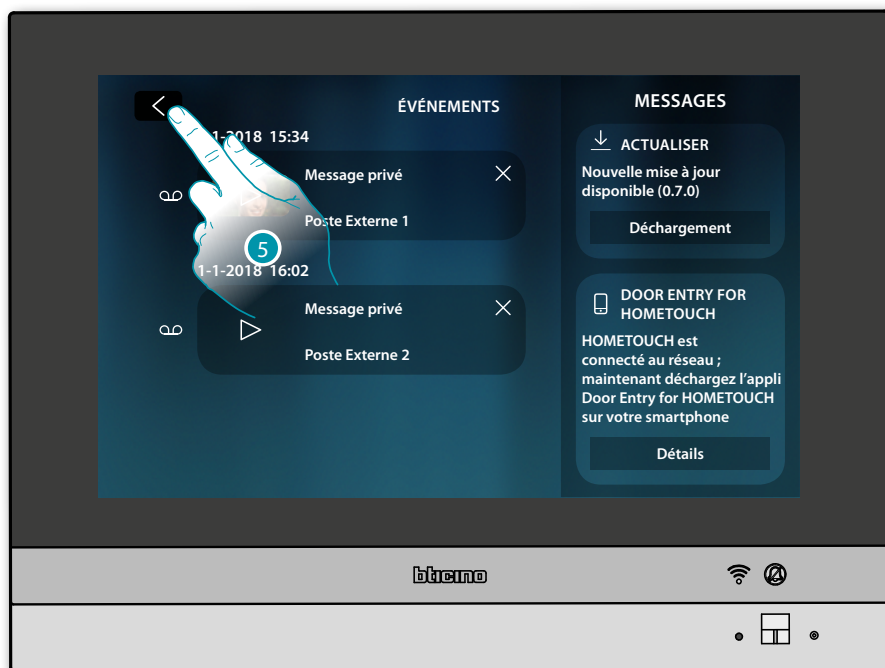 ÉVÉNEMENTS
1-2018 15:34
Message privé
Poste Externe 1
5
1-1-2018 16:02
Message privé
Poste Externe 2
MESSAGES
ACTUALISER
Nouvelle mise à jour
disponible (0.7.0)
Déchargement
DOOR ENTRY FOR
HOMETOUCH
HOMETOUCH est
connecté au réseau ;
maintenant déchargez l’appli
Door Entry for HOMETOUCH
sur votre smartphone
Détails
bticino